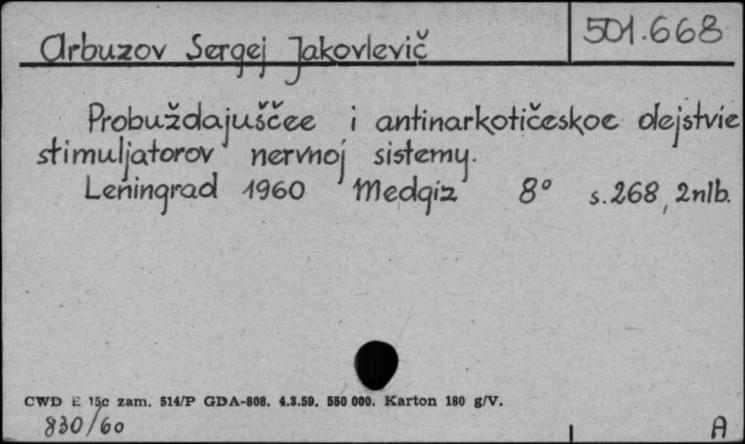 Arbuzov Sergej Jakovlevič
501.668
Probuždajuščee i antinarkotičeskoe dejstvie
stimuljatorov nervnoj sistemy.
Leningrad 1960 Medgiz 8° s.268, 2nlb.
CWD E 15c zam. 514/P GDA-808. 4.3.59. 550 000. Karton 180 g/V.
830/60
A